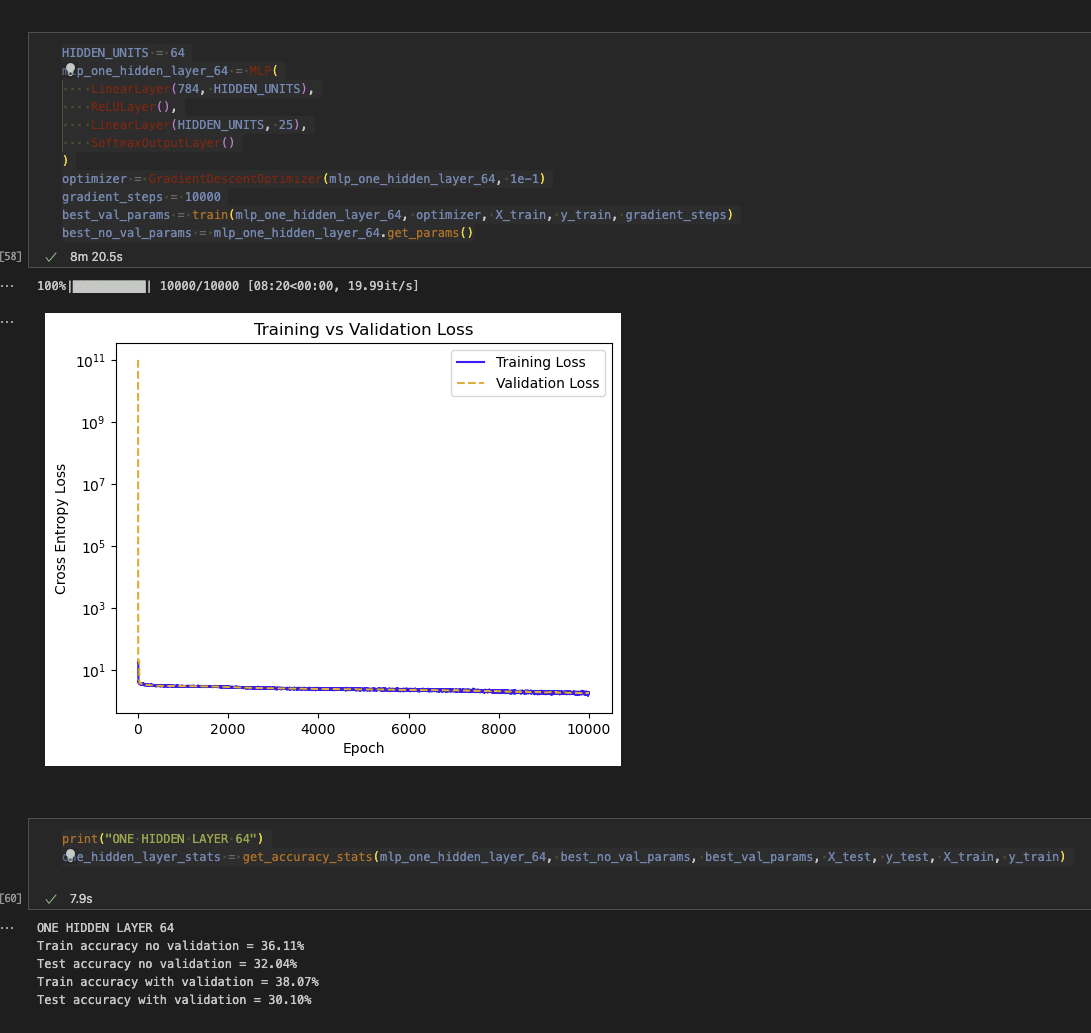 HIDDEN_UNITS = 64
mlp_one_hidden_layer_64 = MLP(
LinearLayer(784, HIDDEN_UNITS),
ReLULayer(),
LinearLayer(HIDDEN_UNITS, 25),
SoftmaxOutputLayer()
)
optimizer = GradientDescentOptimizer(mlp_one_hidden_layer_64, 1e-1)
gradient_steps = 10000
best_val_params = train(mlp_one_hidden_layer_64, optimizer, X_train, y_train, gradient_steps)
best_no_val_params = mlp_one_hidden_layer_64.get_params()
[58]
8m 20.5s
100%|██████████| 10000/10000 [08:20<00:00, 19.99it/s]
Training vs Validation Loss
Training Loss
Validation Loss
10^11
10^9
10^7
10^5
10^3
10^1
Cross Entropy Loss
0 2000 4000 6000 8000 10000
Epoch
print("ONE HIDDEN LAYER 64")
one_hidden_layer_stats = get_accuracy_stats(mlp_one_hidden_layer_64, best_no_val_params, best_val_params, X_test, y_test, X_train, y_train)
[60]
7.9s
ONE HIDDEN LAYER 64
Train accuracy no validation = 36.11%
Test accuracy no validation = 32.04%
Train accuracy with validation = 38.07%
Test accuracy with validation = 30.10%